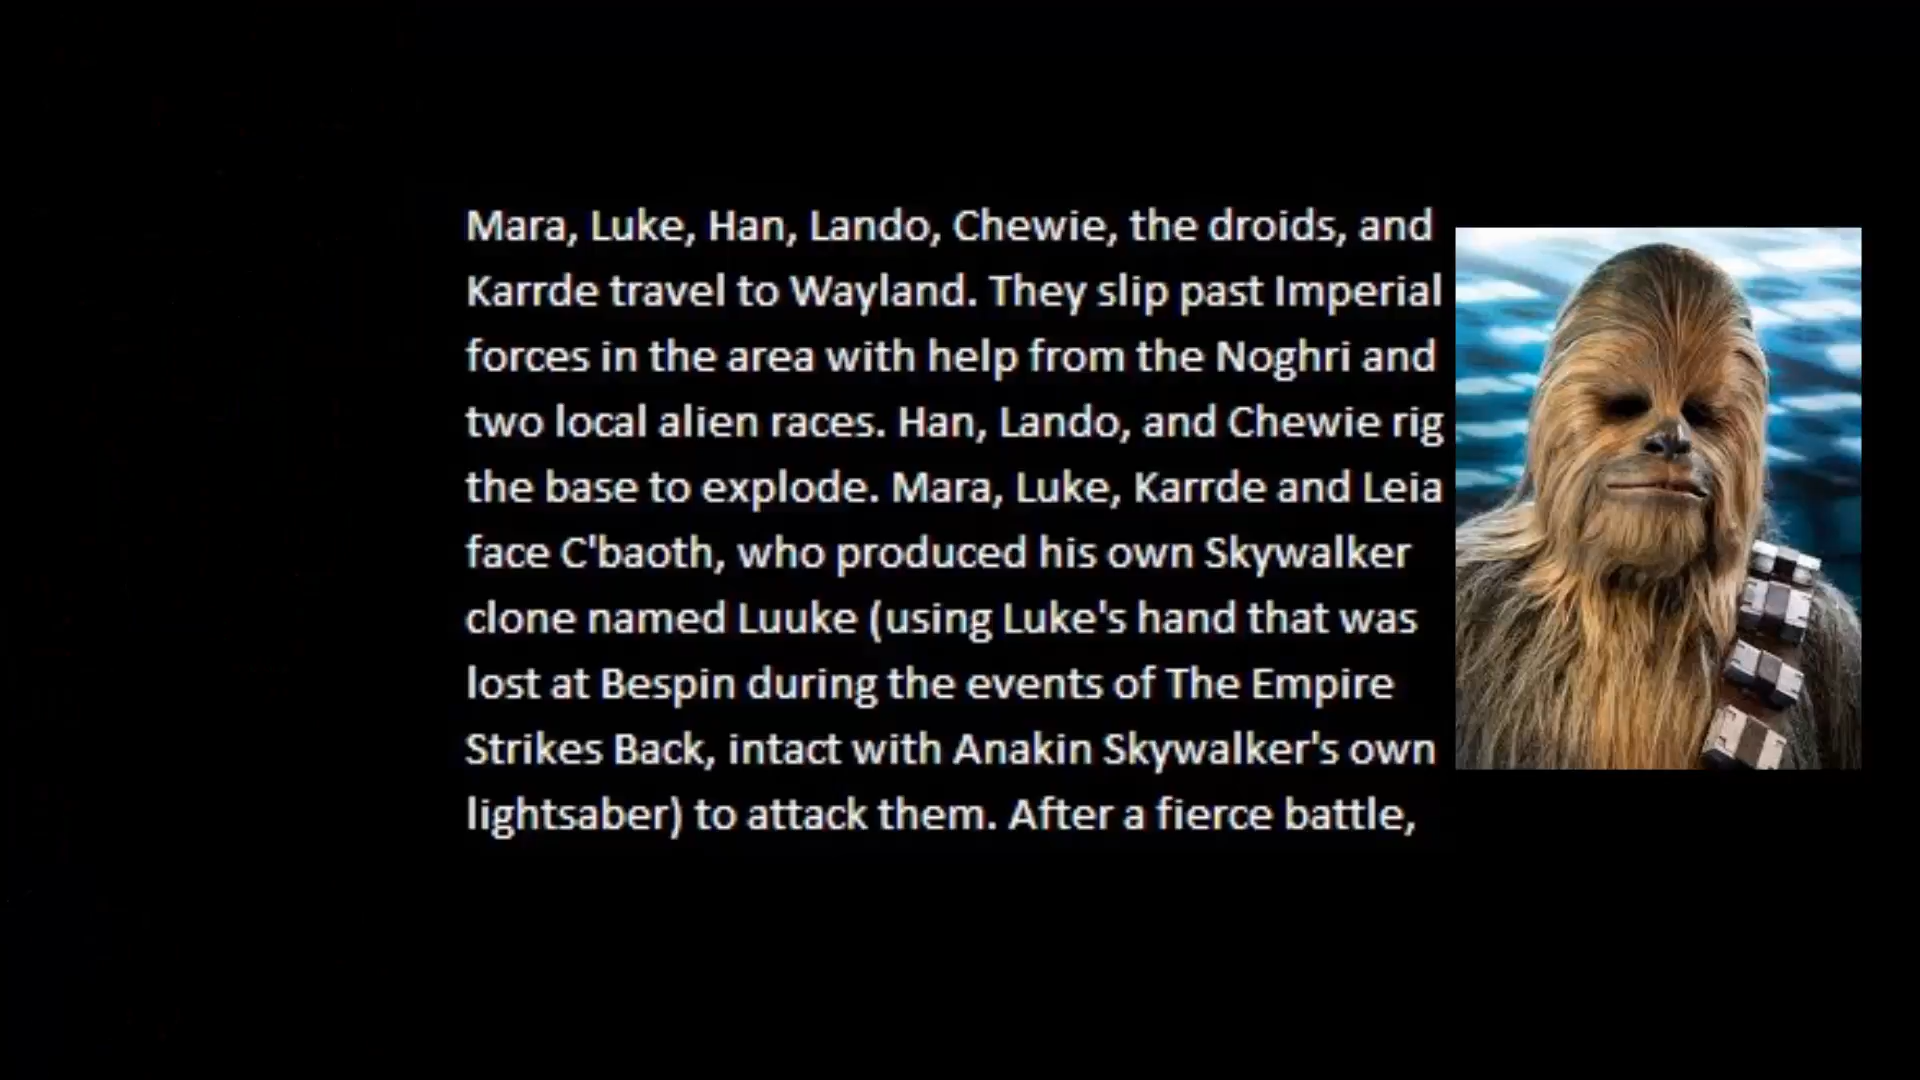 Mara, Luke, Han, Lando, Chewie, the droids, and
Karrde travel to Wayland. They slip past Imperial
forces in the area with help from the Noghri and
two local alien races. Han, Lando, and Chewie rig
the base to explode. Mara, Luke, Karrde and Leia
face C'baoth, who produced his own Skywalker
clone named Luuke (using Luke's hand that was
lost at Bespin during the events of The Empire
Strikes Back, intact with Anakin Skywalker's own
lightsaber) to attack them. After a fierce battle,